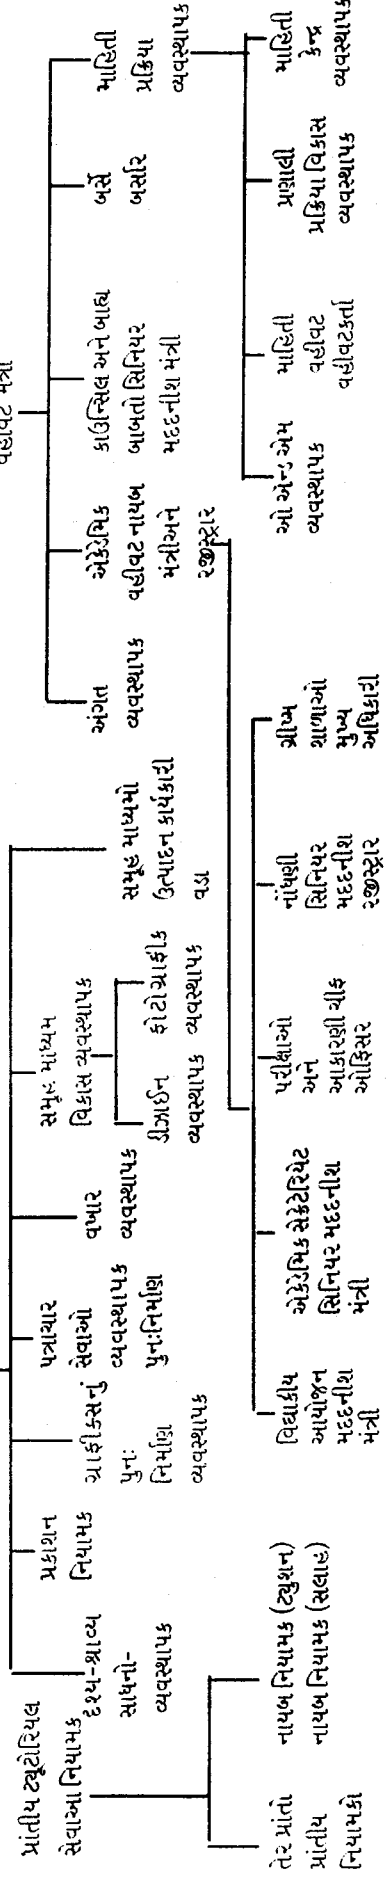 પ્રાંતીય ટ્યૂટોરિયલ
સેવાઓ નિયામક
તેર પ્રાંતો
પ્રાંતીય
નિયામકો
નાયબ નિયામક (ટ્યુશન)
નાયબ નિયામક (સલાહ)
દૃશ્ય-શ્રાવ્ય
સાધનો-
વ્યવસ્થાપક
પ્રકાશન
નિયામક
ગ્રાફીક્સનું
પુનઃ
નિર્માણ
વ્યવસ્થાપક
પત્રાચાર
સેવાઓ
વ્યવસ્થાપક
પુનઃનિર્માણ
વખાર
વ્યવસ્થાપક
સમૂહ માધ્યમ
વિકાસ વ્યવસ્થાપક
ડીઝાઈન
વ્યવસ્થાપક
ફોટોગ્રાફીક
વ્યવસ્થાપક
સમૂહ માધ્યમો
ઉત્પાદન કાર્યકારી
વડા
વહીવટ મંત્રી
અંગત
વ્યવસ્થાપક
એકેડેમિક
વહીવટ નાયબ
મંત્રીઅને
રજીસ્ટ્રાર
કાઉન્સિલ અને બાહ્ય
બાબતો સિનિયર
મદદનીશ મંત્રી
બર્સે
બર્સાર
માહિતી
પ્રક્રિયા
વ્યવસ્થાપક
વિદ્યાકીય
આયોજન
મદદનીશ
મંત્રી
એકેડેમિક સેક્રેટરિયેટ
સિનિયર મદદનીશ
મંત્રી
પરીક્ષાઓ
અને
આકારણી ચીફ
ઓફિસર
નોંધણી
સિનિયર
મદદનીશ
રજીસ્ટ્રાર
ગ્રીષ્મ
શાળાઓ
મુખ્ય
અધિકારી
ઓ એન્ડ એમ
વ્યવસ્થાપક
માહિતી
વહીવટ
વહીવટકર્તા
પ્રણાલી
પ્રક્રિયા વિકાસ
વ્યવસ્થાપક
માહિતી
કેન્દ્ર
વ્યવસ્થાપક